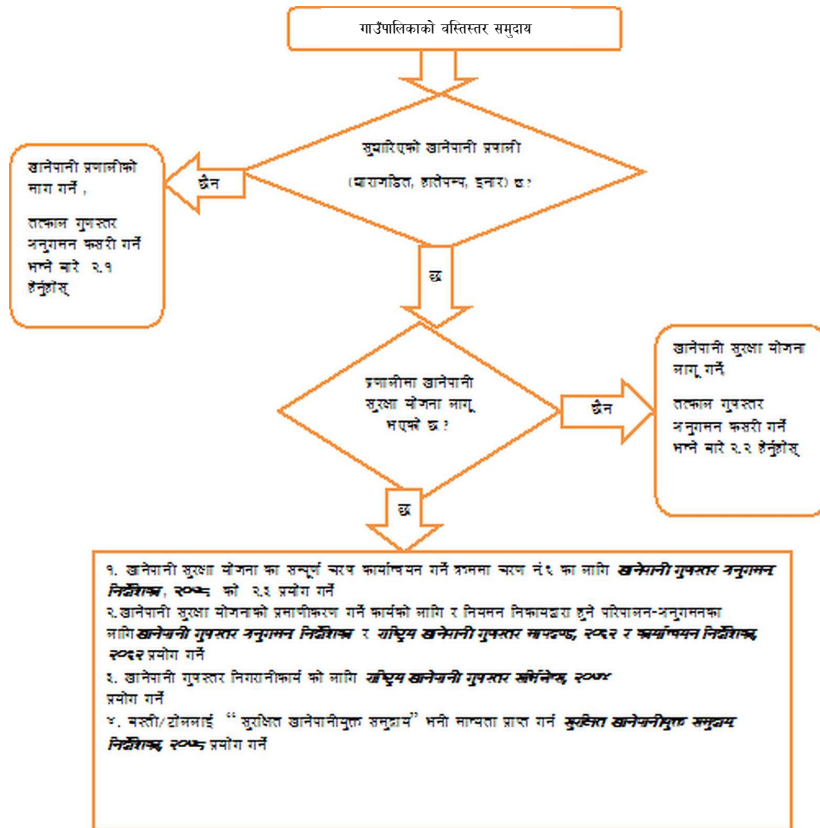 गाउँपालिकाको वस्तिस्तर समुदाय
सुधारिएको खानेपानी प्रणाली
(धाराजडित, हातेपम्प, इनार) छ?
छैन
खानेपानी प्रणालीको
माग गर्ने ,
तत्काल गुणस्तर
अनुगमन कसरी गर्ने
भन्ने बारे २.१
हेर्नुहोस्
छ
प्रणालीमा खानेपानी
सुरक्षा योजना लागू
भएको छ?
छैन
खानेपानी सुरक्षा योजना
लागू गर्ने,
तत्काल गुणस्तर
अनुगमन कसरी गर्ने
भन्ने बारे २.२ हेर्नुहोस्
छ
१. खानेपानी सुरक्षा योजना का सम्पूर्ण चरण कार्यान्वयन गर्ने क्रममा चरण नं. का लागि खानेपानी गुणस्तर अनुगमन
निर्देशिका, को २.३ प्रयोग गर्ने
२.खानेपानी सुरक्षा योजनाको प्रमाणीकरण गर्ने कार्यको लागि र नियमन निकायद्वारा हुने परिपालन-अनुगमनका
लागि खानेपानी गुणस्तर अनुगमन निर्देशिका र राष्ट्रिय खानेपानी गुणस्तर मापदण्ड, २०६२ र कार्यान्वयन निर्देशिका,
२०६२ प्रयोग गर्ने
३. खानेपानी गुणस्तर निगरानीकार्य को लागि राष्ट्रिय खानेपानी गुणस्तर
प्रयोग गर्ने
४. बस्ती/टोललाई “ सुरक्षित खानेपानीयुक्त समुदाय” भनी मान्यता प्राप्त गर्न सुरक्षित खानेपानीयुक्त समुदाय
निर्देशिका, प्रयोग गर्ने